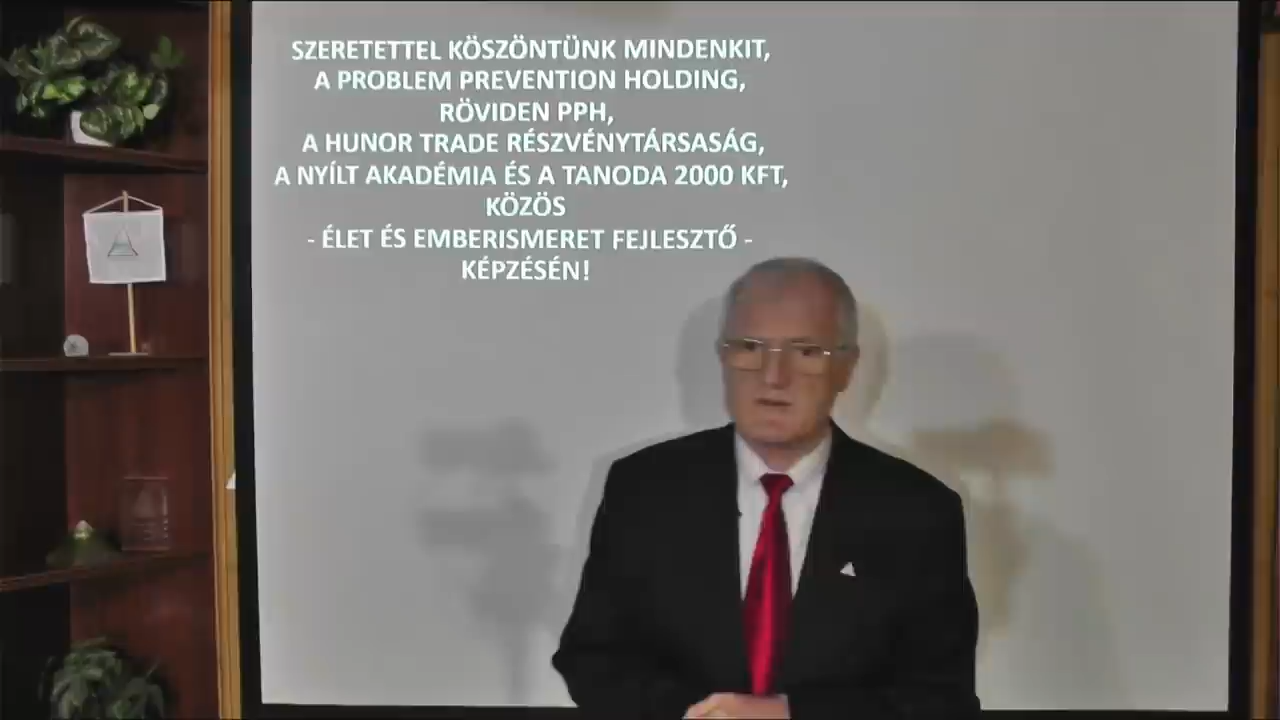 SZERETETTEL KÖSZÖNTÜNK MINDENKIT,
A PROBLEM PREVENTION HOLDING,
RÖVIDEN PPH,
A HUNOR TRADE RÉSZVÉNYTÁRSASÁG,
A NYÍLT AKADÉMIA ÉS A TANODA 2000 KFT,
KÖZÖS
- ÉLET ÉS EMBERISMERET FEJLESZTŐ -
KÉPZÉSÉN!